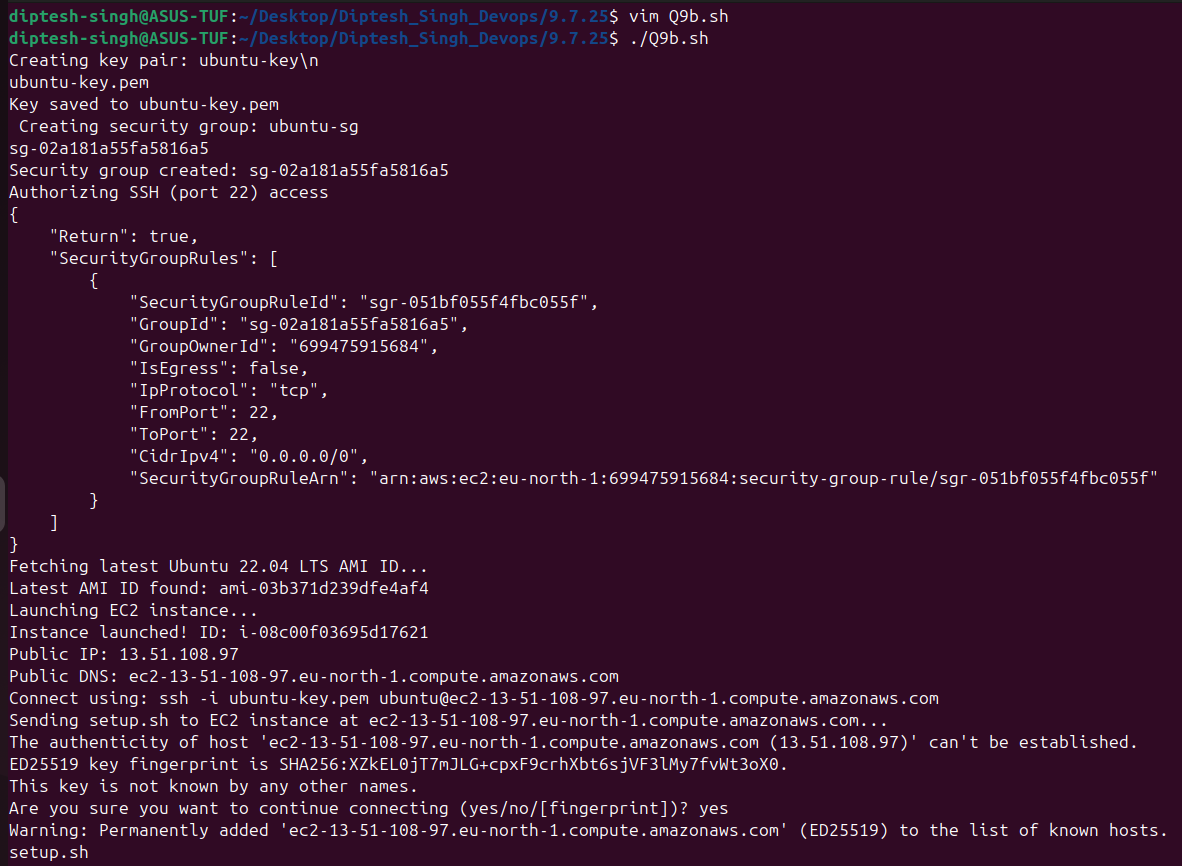 diptesh-singh@ASUS-TUF:~/Desktop/Diptesh_Singh_Devops/9.7.25$ vim Q9b.sh
diptesh-singh@ASUS-TUF:~/Desktop/Diptesh_Singh_Devops/9.7.25$ ./Q9b.sh
Creating key pair: ubuntu-key\n
ubuntu-key.pem
Key saved to ubuntu-key.pem
 Creating security group: ubuntu-sg
sg-02a181a55fa5816a5
Security group created: sg-02a181a55fa5816a5
Authorizing SSH (port 22) access
{
    "Return": true,
    "SecurityGroupRules": [
        {
            "SecurityGroupRuleId": "sgr-051bf055f4fbc055f",
            "GroupId": "sg-02a181a55fa5816a5",
            "GroupOwnerId": "699475915684",
            "IsEgress": false,
            "IpProtocol": "tcp",
            "FromPort": 22,
            "ToPort": 22,
            "CidrIpv4": "0.0.0.0/0",
            "SecurityGroupRuleArn": "arn:aws:ec2:eu-north-1:699475915684:security-group-rule/sgr-051bf055f4fbc055f"
        }
    ]
}
Fetching latest Ubuntu 22.04 LTS AMI ID...
Latest AMI ID found: ami-03b371d239dfe4af4
Launching EC2 instance...
Instance launched! ID: i-08c00f03695d17621
Public IP: 13.51.108.97
Public DNS: ec2-13-51-108-97.eu-north-1.compute.amazonaws.com
Connect using: ssh -i ubuntu-key.pem ubuntu@ec2-13-51-108-97.eu-north-1.compute.amazonaws.com
Sending setup.sh to EC2 instance at ec2-13-51-108-97.eu-north-1.compute.amazonaws.com...
The authenticity of host 'ec2-13-51-108-97.eu-north-1.compute.amazonaws.com (13.51.108.97)' can't be established.
ED25519 key fingerprint is SHA256:XZkEL0jT7mJLG+cpxF9crhXbt6sjVF3lMy7fvWt3oX0.
This key is not known by any other names.
Are you sure you want to continue connecting (yes/no/[fingerprint])? yes
Warning: Permanently added 'ec2-13-51-108-97.eu-north-1.compute.amazonaws.com' (ED25519) to the list of known hosts.
setup.sh